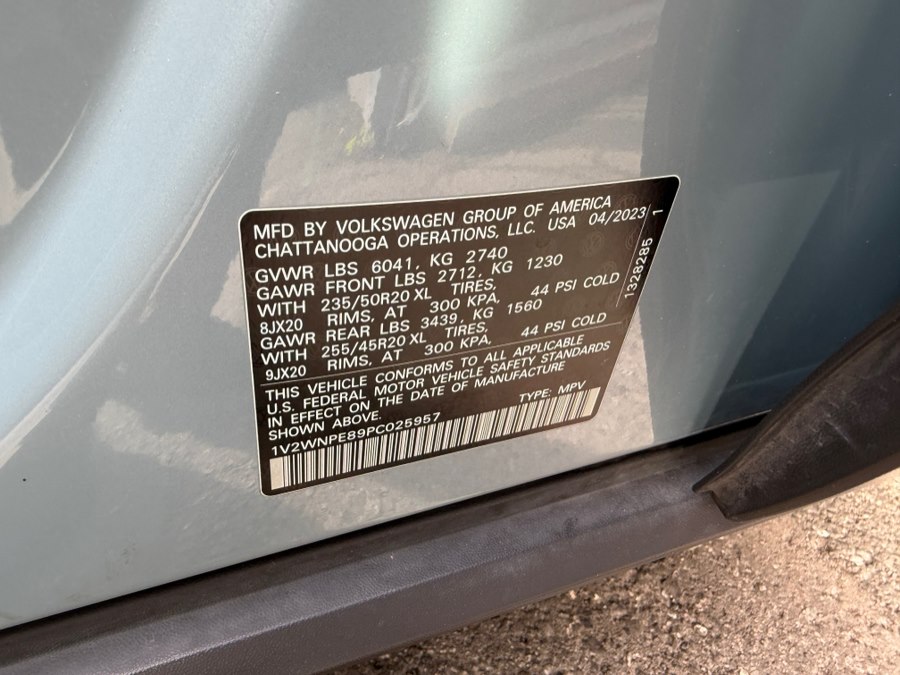 MFD BY VOLKSWAGEN GROUP OF AMERICA
CHATTANOOGA OPERATIONS, LLC. USA 04/2023
GVWR LBS 6041, KG 2740
GAWR FRONT LBS 2712, KG 1230
WITH 235/50R20 XL TIRES,
8JX20 RIMS, AT 300 KPA, 44 PSI COLD
GAWR REAR LBS 3439, KG 1560
WITH 255/45R20 XL TIRES,
9JX20 RIMS, AT 300 KPA, 44 PSI COLD
THIS VEHICLE CONFORMS TO ALL APPLICABLE
U.S. FEDERAL MOTOR VEHICLE SAFETY STANDARDS
IN EFFECT ON THE DATE OF MANUFACTURE
SHOWN ABOVE.
1V2WNPE89PC025957 TYPE: MPV
1328285 1